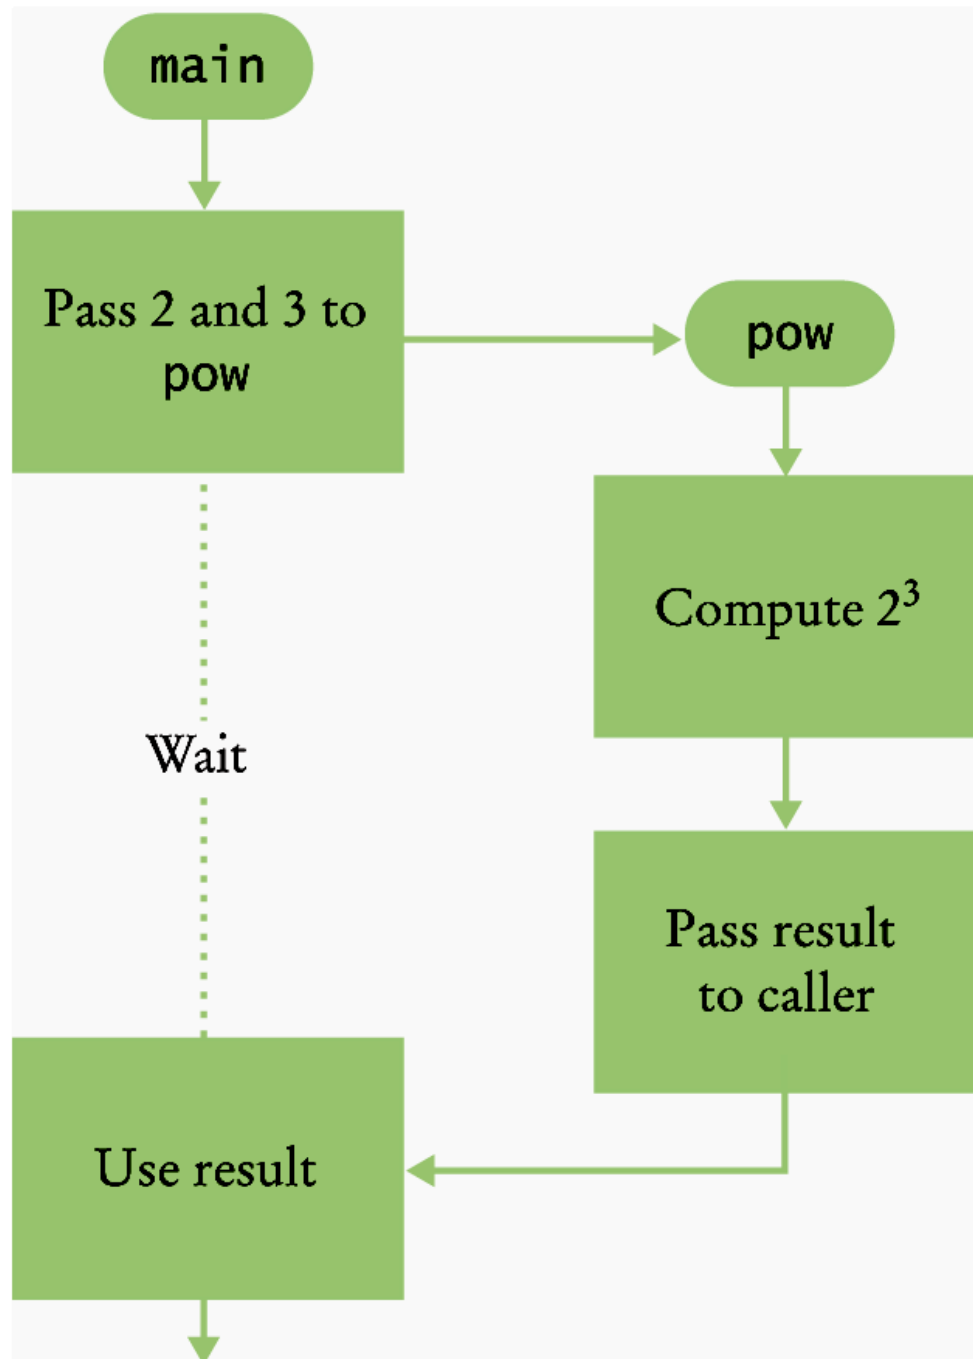 main
Pass 2 and 3 to
pow
pow
Compute 2³
Wait
Pass result
to caller
Use result